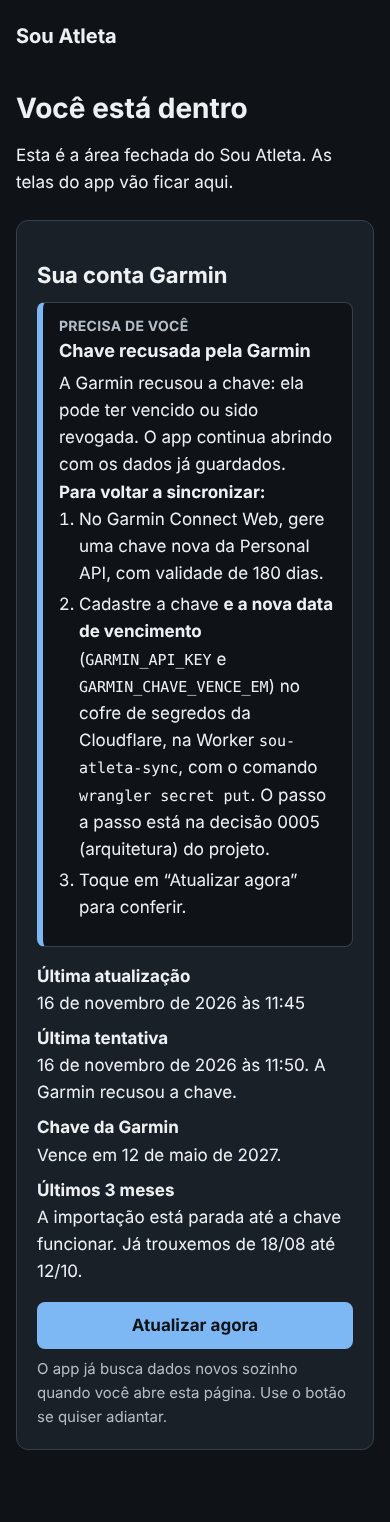 Sou Atleta
Você está dentro
Esta é a área fechada do Sou Atleta. As
telas do app vão ficar aqui.
Sua conta Garmin
PRECISA DE VOCÊ
Chave recusada pela Garmin
A Garmin recusou a chave: ela
pode ter vencido ou sido
revogada. O app continua abrindo
com os dados já guardados.
Para voltar a sincronizar:
1. No Garmin Connect Web, gere
uma chave nova da Personal
API, com validade de 180 dias.
2. Cadastre a chave e a nova data
de vencimento
(GARMIN_API_KEY e
GARMIN_CHAVE_VENCE_EM) no
cofre de segredos da
Cloudflare, na Worker sou-
atleta-sync, com o comando
wrangler secret put. O passo
a passo está na decisão 0005
(arquitetura) do projeto.
3. Toque em “Atualizar agora”
para conferir.
Última atualização
16 de novembro de 2026 às 11:45
Última tentativa
16 de novembro de 2026 às 11:50. A
Garmin recusou a chave.
Chave da Garmin
Vence em 12 de maio de 2027.
Últimos 3 meses
A importação está parada até a chave
funcionar. Já trouxemos de 18/08 até
12/10.
Atualizar agora
O app já busca dados novos sozinho
quando você abre esta página. Use o botão
se quiser adiantar.